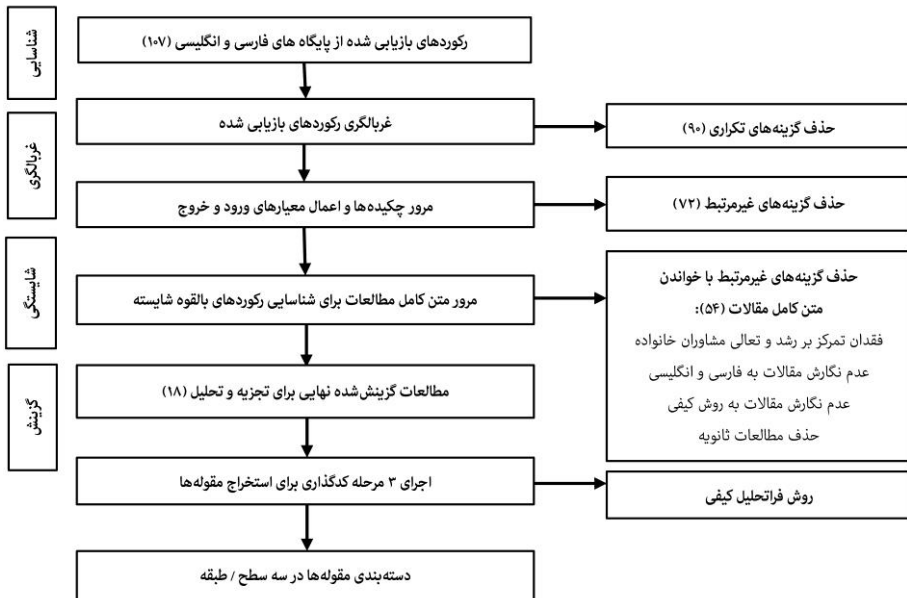 شناسایی
رکوردهای بازیابی شده از پایگاه های فارسی و انگلیسی (۱۰۷)
غربالگری
غربالگری رکوردهای بازیابی شده
حذف گزینه‌های تکراری (۹۰)
مرور چکیده‌ها و اعمال معیارهای ورود و خروج
حذف گزینه‌های غیرمرتبط (۷۲)
شایستگی
مرور متن کامل مطالعات برای شناسایی رکوردهای بالقوه شایسته
حذف گزینه‌های غیرمرتبط با خواندن
متن کامل مقالات (۵۴):
فقدان تمرکز بر رشد و تعالی مشاوران خانواده
عدم نگارش مقالات به فارسی و انگلیسی
عدم نگارش مقالات به روش کیفی
حذف مطالعات ثانویه
گزینش
مطالعات گزینش‌شده نهایی برای تجزیه و تحلیل (۱۸)
اجرای ۳ مرحله کدگذاری برای استخراج مقوله‌ها
روش فراتحلیل کیفی
دسته‌بندی مقوله‌ها در سه سطح / طبقه